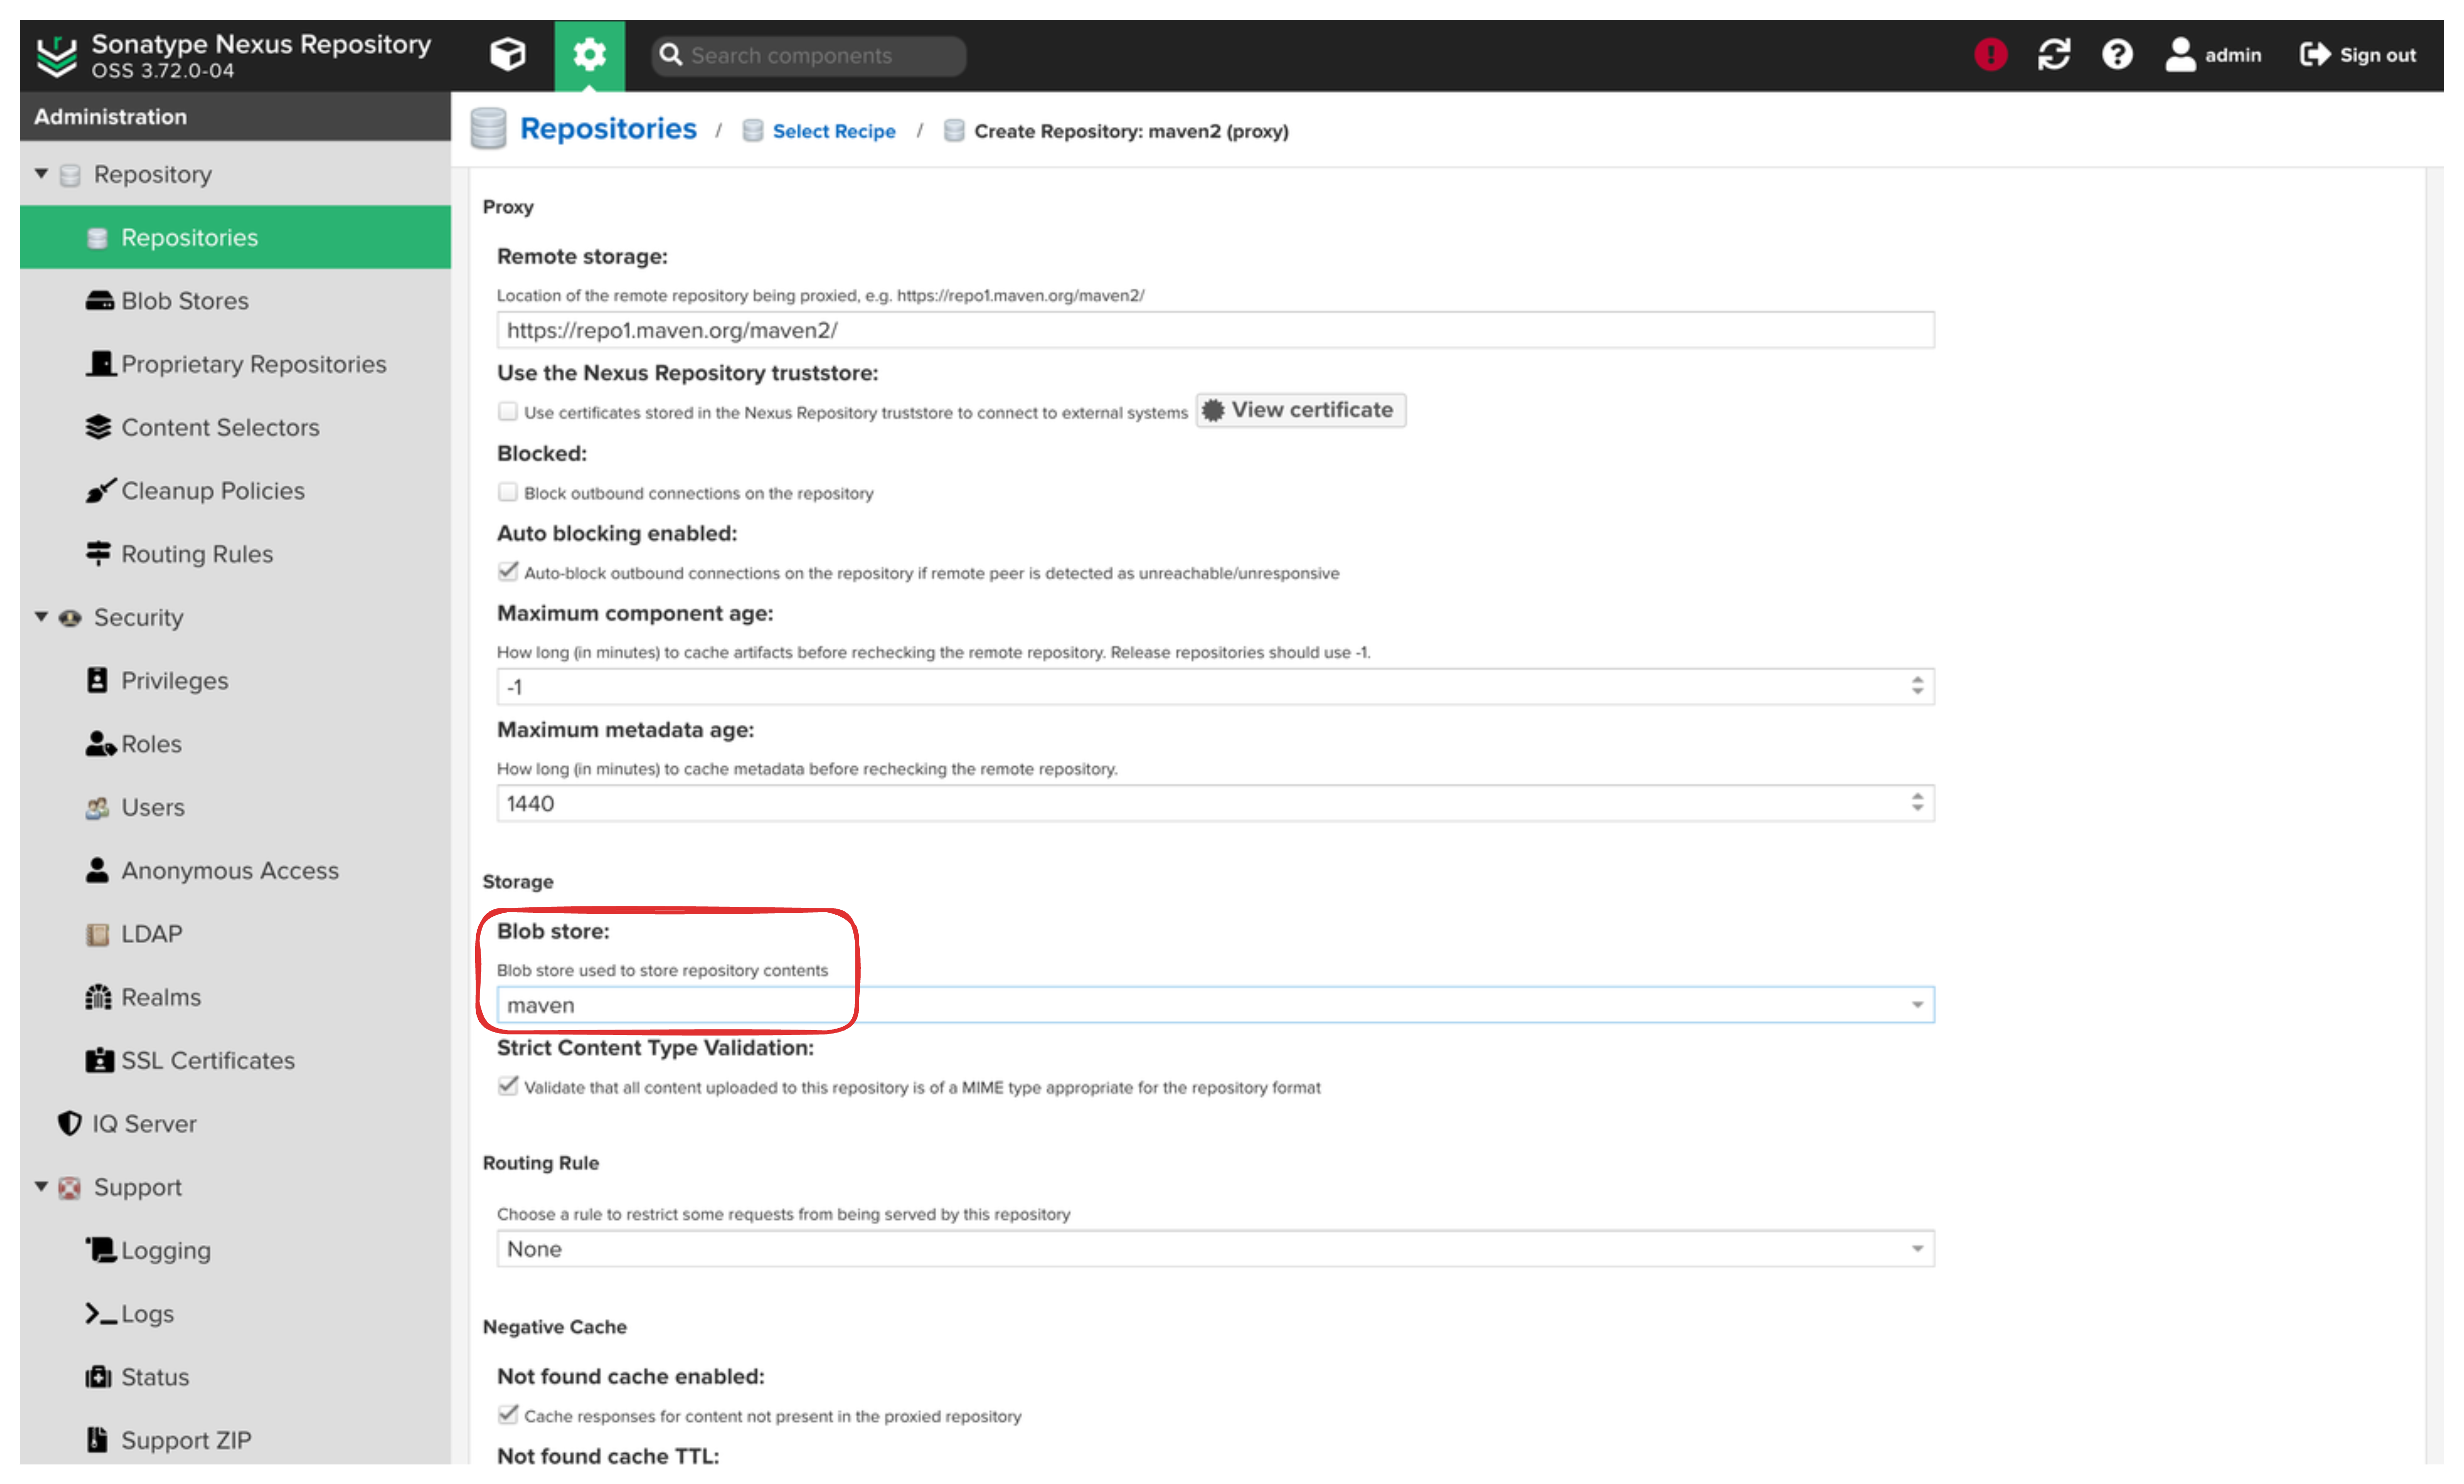 Sonatype Nexus Repository
OSS 3.72.0-04
Search components
admin
Sign out
Administration
Repository
Repositories
Blob Stores
Proprietary Repositories
Content Selectors
Cleanup Policies
Routing Rules
Security
Privileges
Roles
Users
Anonymous Access
LDAP
Realms
SSL Certificates
IQ Server
Support
Logging
Logs
Status
Support ZIP
Repositories / Select Recipe / Create Repository: maven2 (proxy)
Proxy
Remote storage:
Location of the remote repository being proxied, e.g. https://repo1.maven.org/maven2/
https://repo1.maven.org/maven2/
Use the Nexus Repository truststore:
Use certificates stored in the Nexus Repository truststore to connect to external systems View certificate
Blocked:
Block outbound connections on the repository
Auto blocking enabled:
Auto-block outbound connections on the repository if remote peer is detected as unreachable/unresponsive
Maximum component age:
How long (in minutes) to cache artifacts before rechecking the remote repository. Release repositories should use -1.
-1
Maximum metadata age:
How long (in minutes) to cache metadata before rechecking the remote repository.
1440
Storage
Blob store:
Blob store used to store repository contents
maven
Strict Content Type Validation:
Validate that all content uploaded to this repository is of a MIME type appropriate for the repository format
Routing Rule
Choose a rule to restrict some requests from being served by this repository
None
Negative Cache
Not found cache enabled:
Cache responses for content not present in the proxied repository
Not found cache TTL: